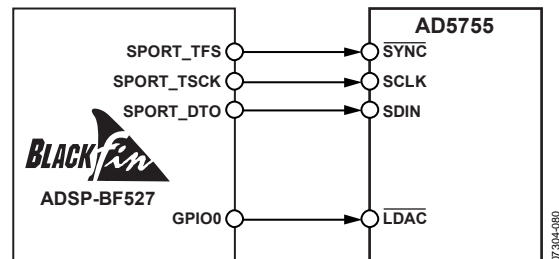 AD5755
SPORT_TFS
SYNC
SPORT_TSCK
SCLK
SPORT_DTO
SDIN
BLACKfin
ADSP-BF527
GPIO0
LDAC
07304-080